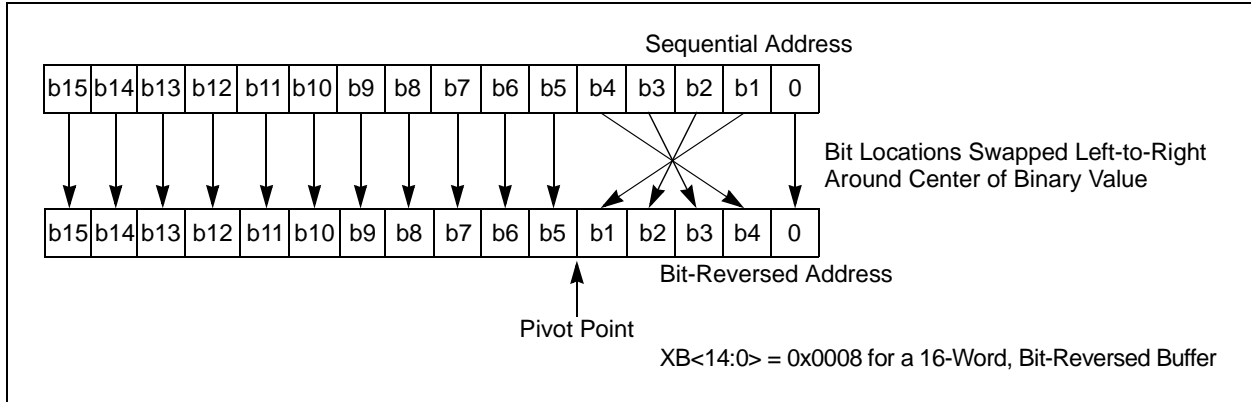 Sequential Address
b15 b14 b13 b12 b11 b10 b9 b8 b7 b6 b5 b4 b3 b2 b1 0
Bit Locations Swapped Left-to-Right
Around Center of Binary Value
b15 b14 b13 b12 b11 b10 b9 b8 b7 b6 b5 b1 b2 b3 b4 0
Bit-Reversed Address
Pivot Point
XB<14:0> = 0x0008 for a 16-Word, Bit-Reversed Buffer